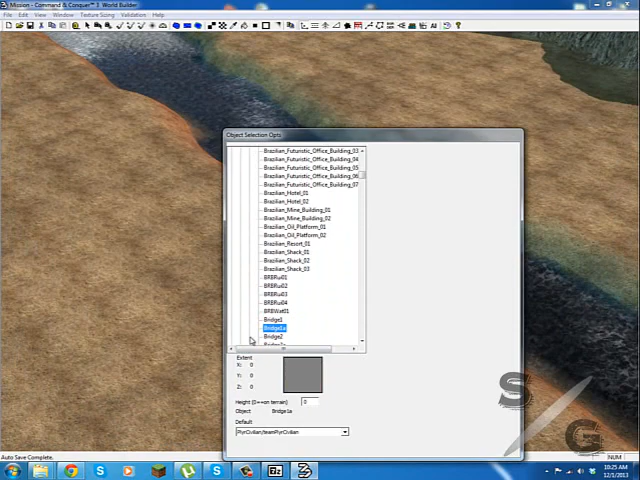 Mission - Command & Conquer™ 3 World Builder
File Edit View Window Texture Sizing Validation Help
Object Selection Opts
Brazilian_Futuristic_Office_Building_03
Brazilian_Futuristic_Office_Building_04
Brazilian_Futuristic_Office_Building_05
Brazilian_Futuristic_Office_Building_06
Brazilian_Futuristic_Office_Building_07
Brazilian_Hotel_01
Brazilian_Hotel_02
Brazilian_Mine_Building_01
Brazilian_Mine_Building_02
Brazilian_Oil_Platform_01
Brazilian_Oil_Platform_02
Brazilian_Resort_01
Brazilian_Shack_01
Brazilian_Shack_02
Brazilian_Shack_03
BRBRui01
BRBRui02
BRBRui03
BRBRui04
BRBWat01
Bridge1
Bridge1a
Bridge2
Extent
X: 0
Y: 0
Z: 0
Height (0==on terrain) 0
Object Bridge1a
Default
PlyrCivilian/teamPlyrCivilian
S
G
Auto Save Complete.
NUM
10:25 AM
12/1/2013